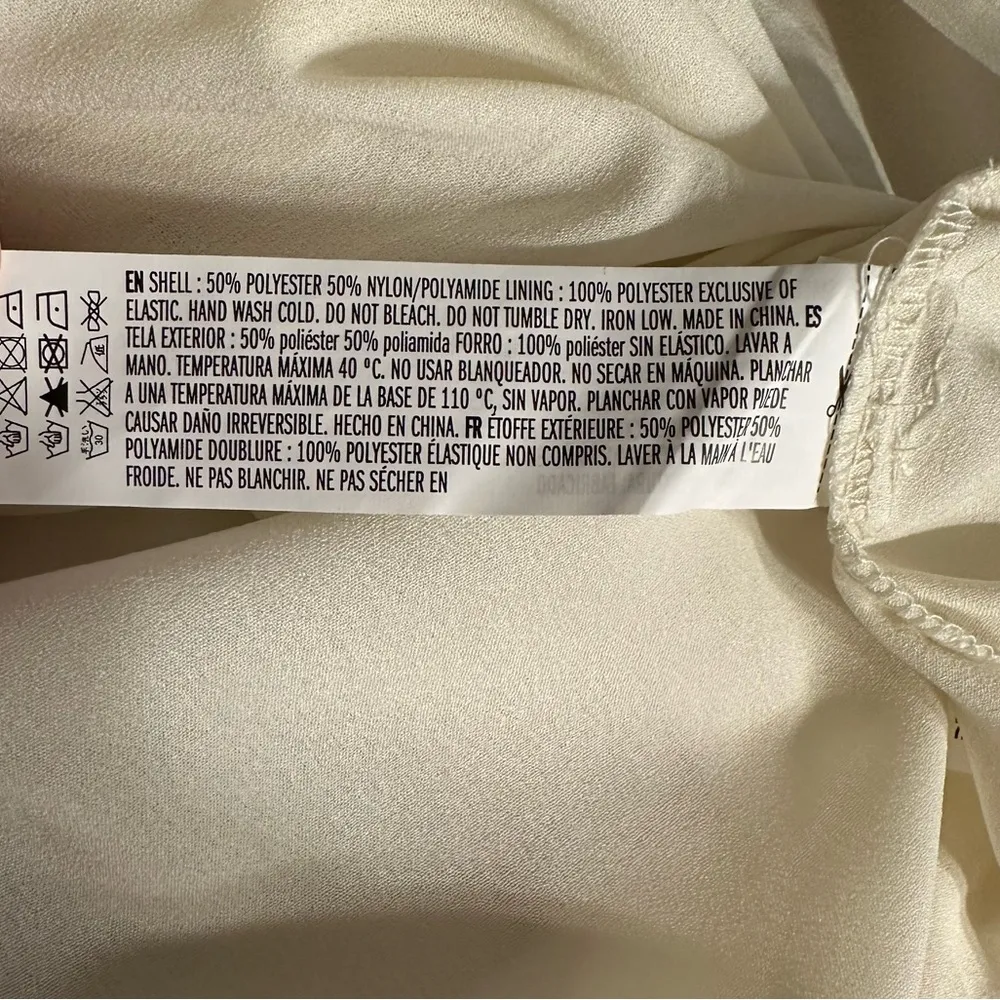 EN SHELL : 50% POLYESTER 50% NYLON/POLYAMIDE LINING : 100% POLYESTER EXCLUSIVE OF
ELASTIC. HAND WASH COLD. DO NOT BLEACH. DO NOT TUMBLE DRY. IRON LOW. MADE IN CHINA. ES
TELA EXTERIOR : 50% poliéster 50% poliamida FORRO : 100% poliéster SIN ELÁSTICO. LAVAR A
MANO. TEMPERATURA MÁXIMA 40 ºC. NO USAR BLANQUEADOR. NO SECAR EN MÁQUINA. PLANCHAR
A UNA TEMPERATURA MÁXIMA DE LA BASE DE 110 ºC, SIN VAPOR. PLANCHAR CON VAPOR PUEDE
CAUSAR DAÑO IRREVERSIBLE. HECHO EN CHINA. FR ÉTOFFE EXTÉRIEURE : 50% POLYESTER 50%
POLYAMIDE DOUBLURE : 100% POLYESTER ÉLASTIQUE NON COMPRIS. LAVER À LA MAIN À L'EAU
FROIDE. NE PAS BLANCHIR. NE PAS SÉCHER EN
30